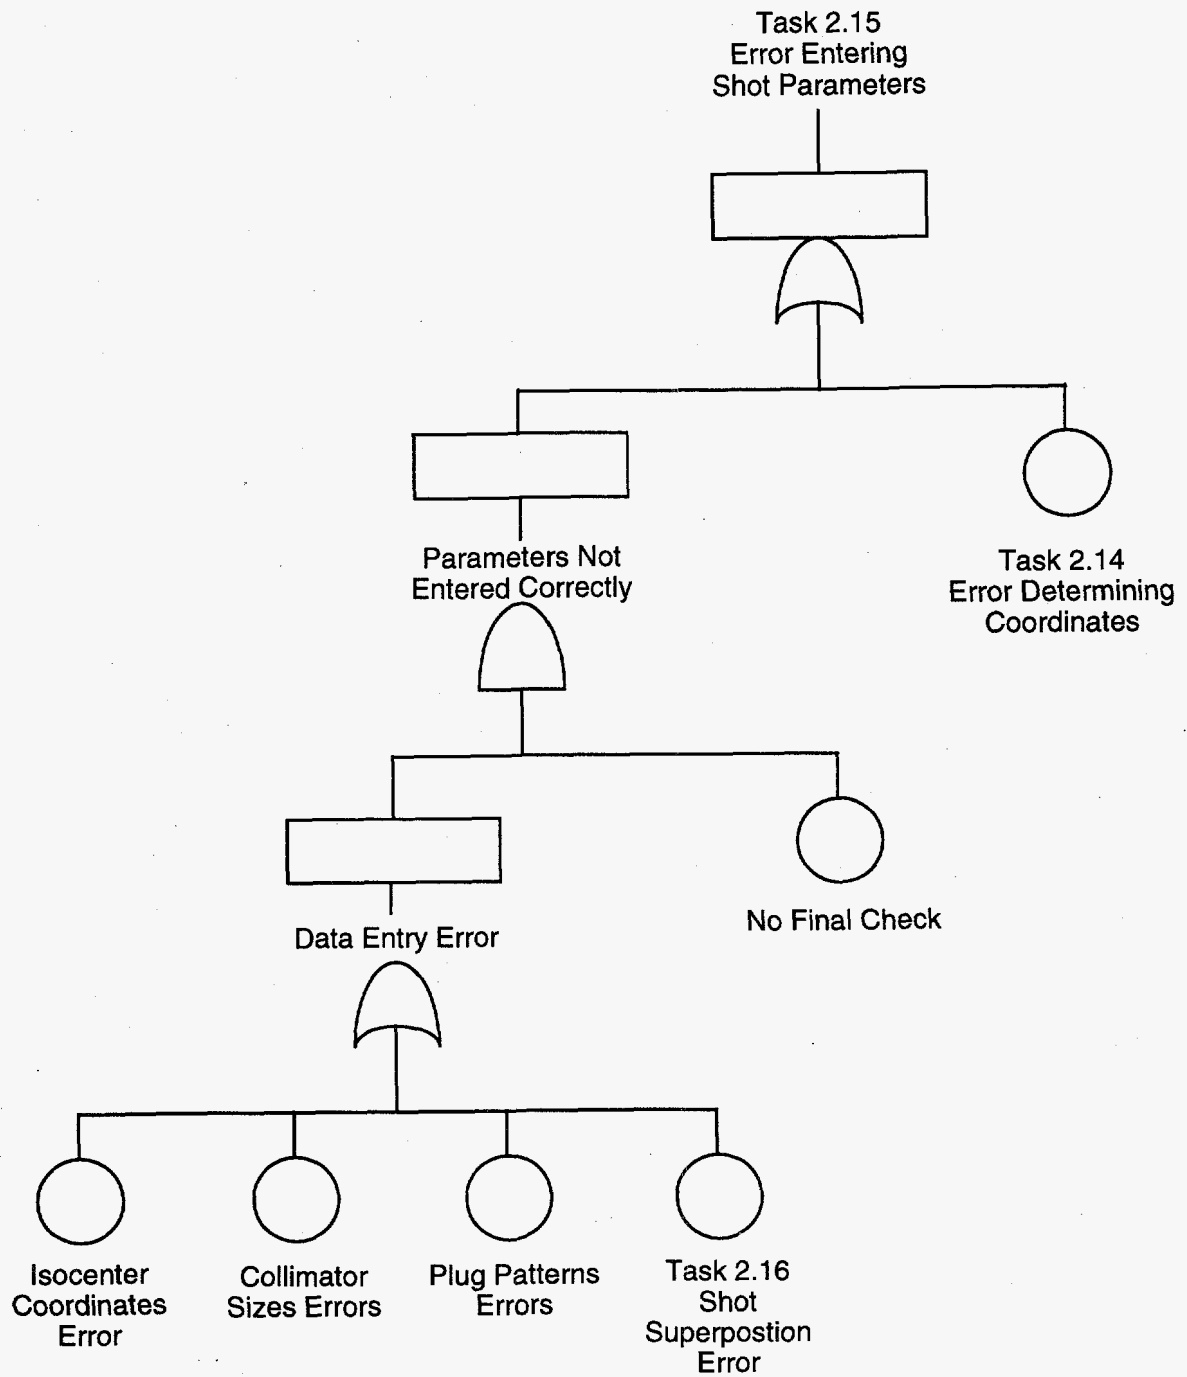 Task 2.15
Error Entering
Shot Parameters
Parameters Not
Entered Correctly
Task 2.14
Error Determining
Coordinates
Data Entry Error
No Final Check
Isocenter
Coordinates
Error
Collimator
Sizes Errors
Plug Patterns
Errors
Task 2.16
Shot
Superpostion
Error